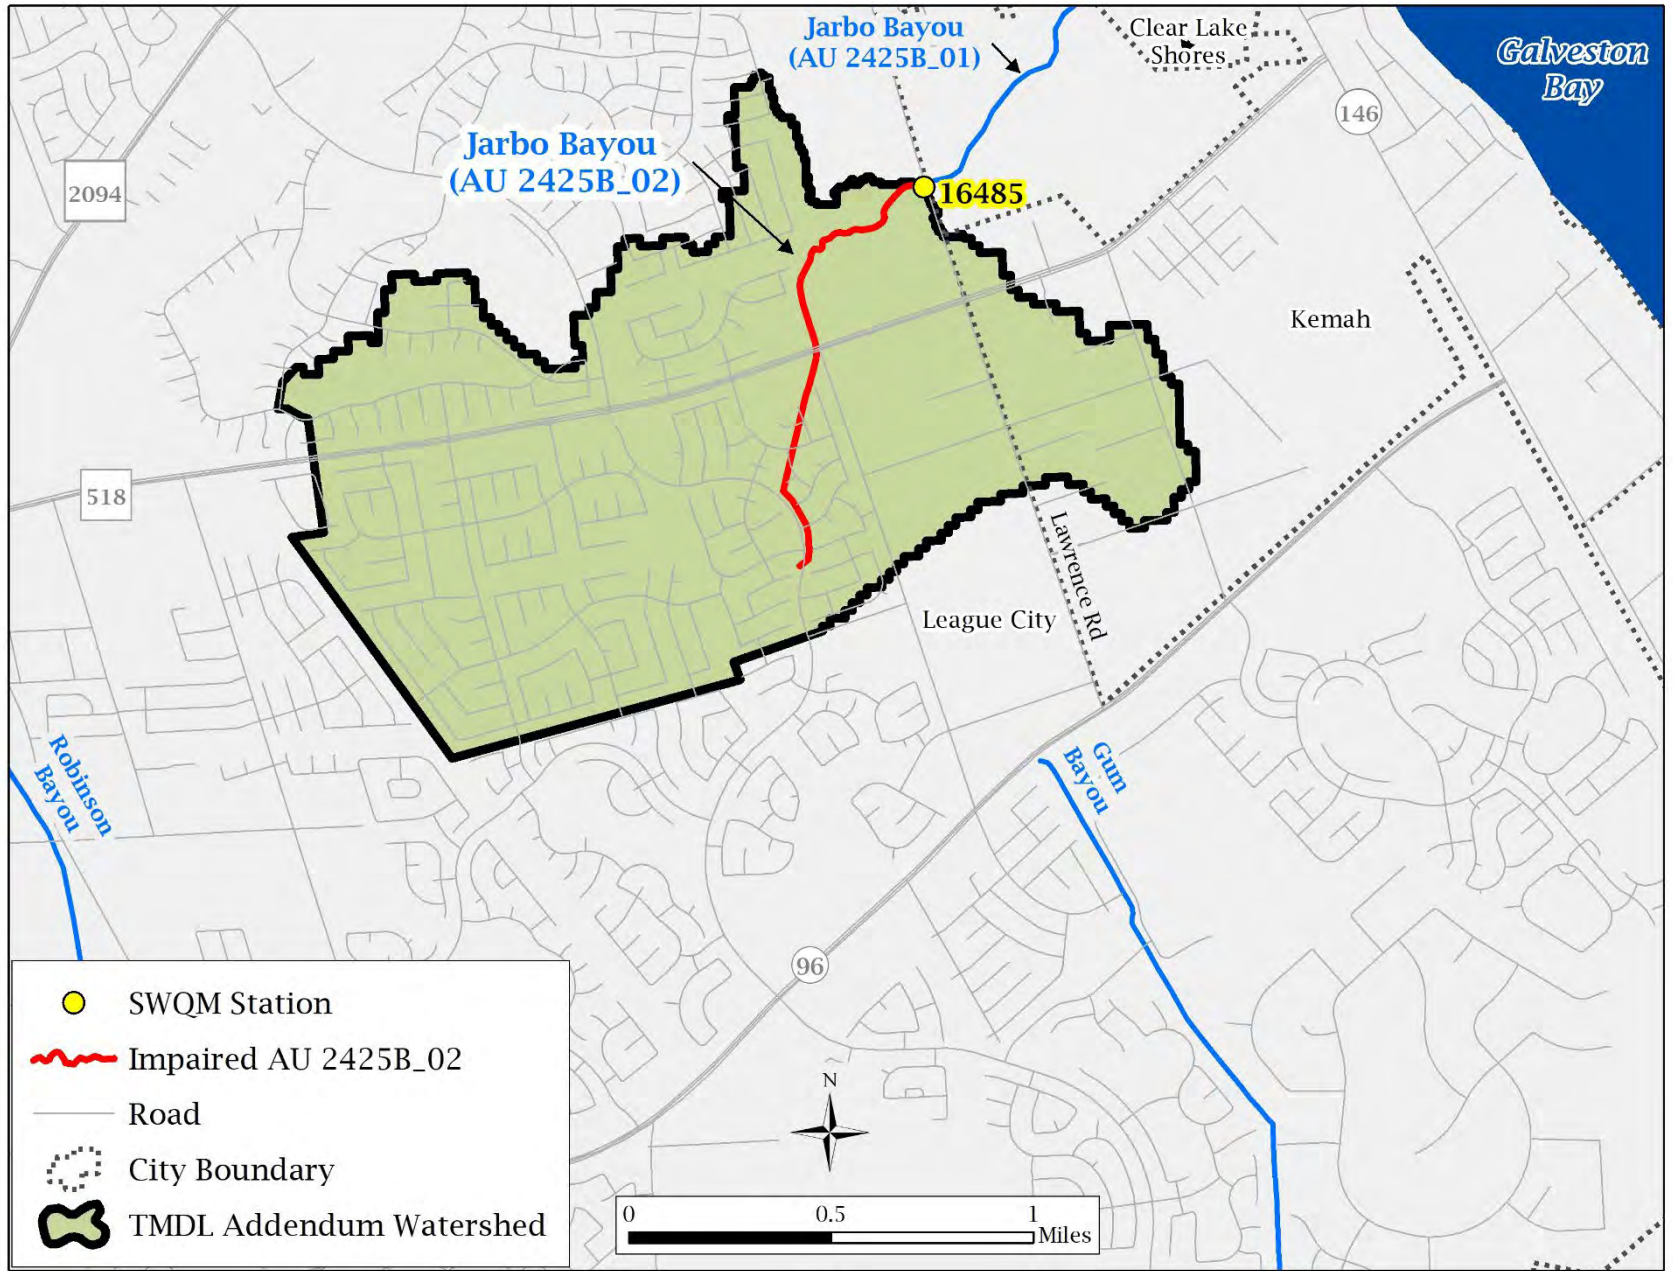 Jarbo Bayou
(AU 2425B_01)
Clear Lake
Shores
Galveston
Bay
146
Jarbo Bayou
(AU 2425B_02)
2094
16485
Kemah
518
Lawrence Rd
League City
Robinson
Bayou
Gum
Bayou
96
SWQM Station
Impaired AU 2425B_02
Road
City Boundary
TMDL Addendum Watershed
N
0 0.5 1
Miles